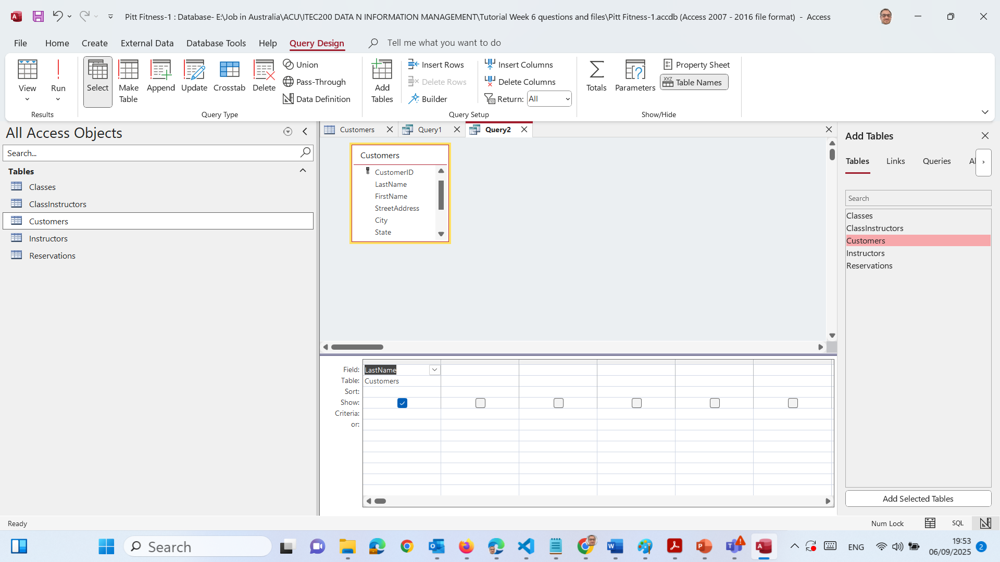 Pitt Fitness-1 : Database- E:\Job in Australia\ACU\ITEC200 DATA N INFORMATION MANAGEMENT\Tutorial Week 6 questions and files\Pitt Fitness-1.accdb (Access 2007 - 2016 file format) - Access
File Home Create External Data Database Tools Help Query Design Tell me what you want to do
View
Run
Results
Select
Make Table
Append
Update
Crosstab
Delete
Union
Pass-Through
Data Definition
Query Type
Add Tables
Insert Rows
Delete Rows
Builder
Insert Columns
Delete Columns
Return: All
Query Setup
Totals
Parameters
Property Sheet
Table Names
Show/Hide
All Access Objects
Search...
Tables
Classes
ClassInstructors
Customers
Instructors
Reservations
Customers Query1 Query2
Customers
CustomerID
LastName
FirstName
StreetAddress
City
State
Field: LastName
Table: Customers
Sort:
Show:
Criteria:
or:
Add Tables
Tables Links Queries Al
Search
Classes
ClassInstructors
Customers
Instructors
Reservations
Add Selected Tables
Ready
Num Lock
SQL
Search
ENG
19:53
06/09/2025
2